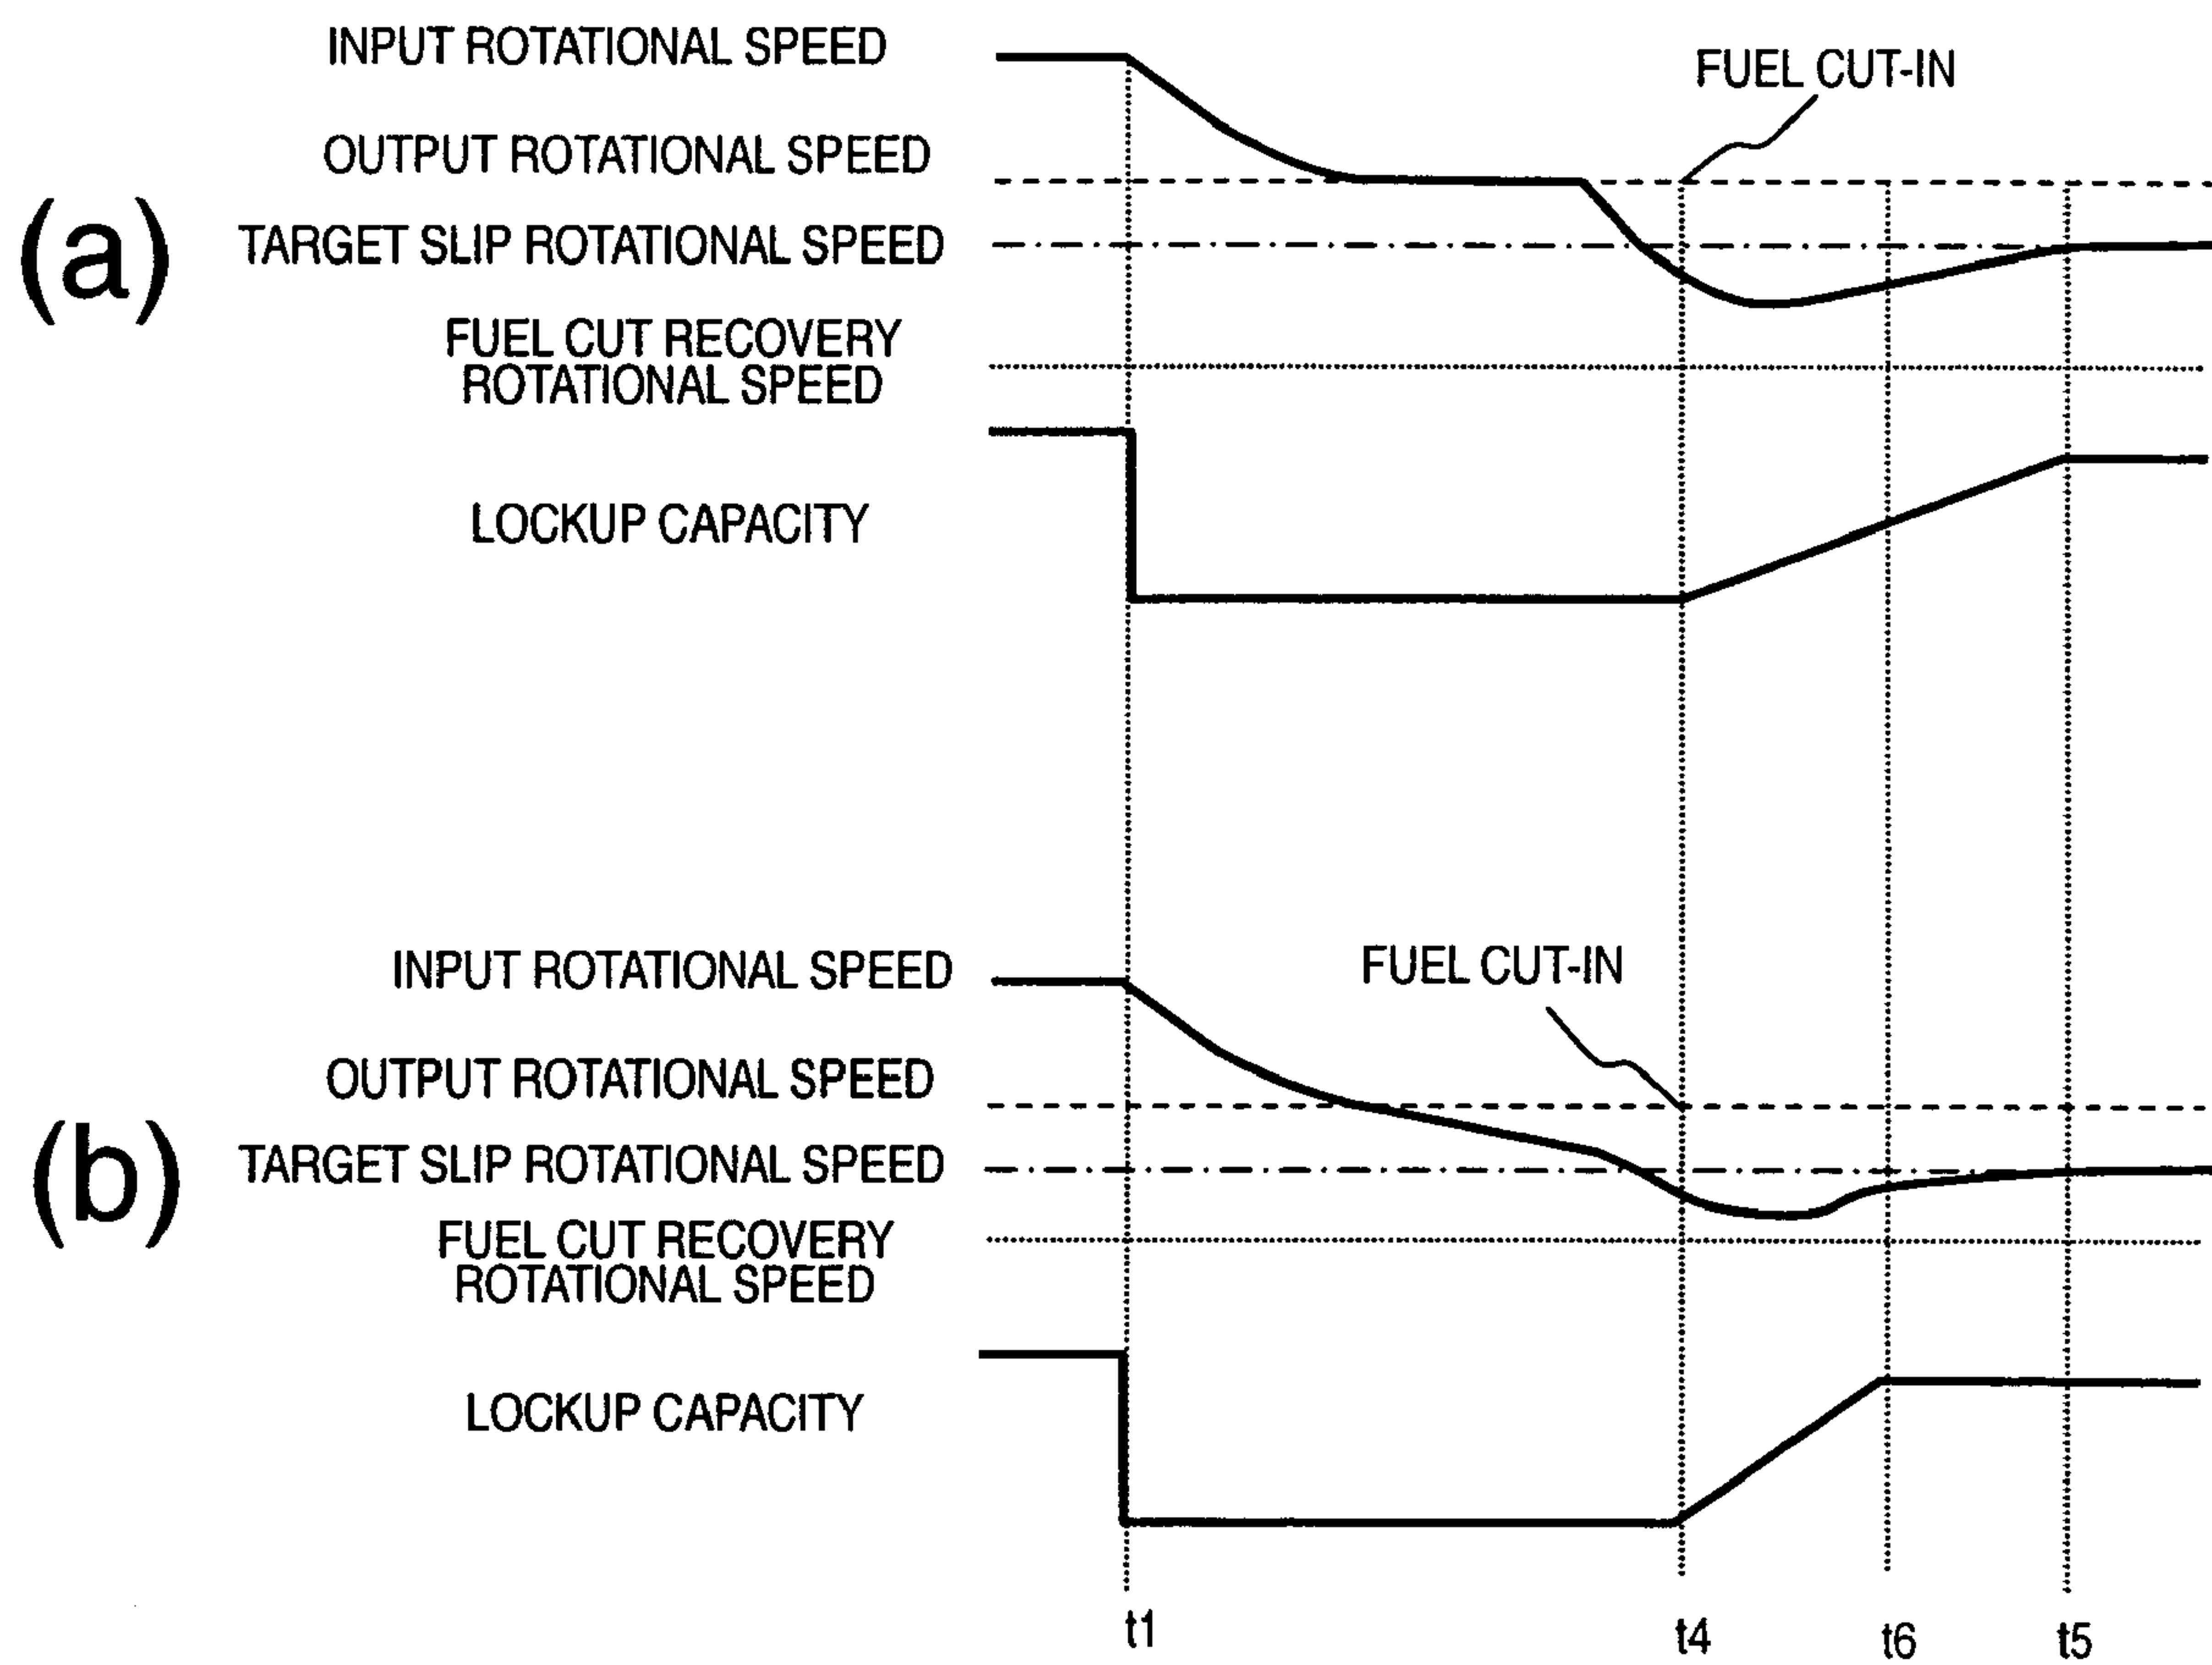 (a)
INPUT ROTATIONAL SPEED
FUEL CUT-IN
OUTPUT ROTATIONAL SPEED
TARGET SLIP ROTATIONAL SPEED
FUEL CUT RECOVERY
ROTATIONAL SPEED
LOCKUP CAPACITY
(b)
INPUT ROTATIONAL SPEED
FUEL CUT-IN
OUTPUT ROTATIONAL SPEED
TARGET SLIP ROTATIONAL SPEED
FUEL CUT RECOVERY
ROTATIONAL SPEED
LOCKUP CAPACITY
t1 t4 t6 t5